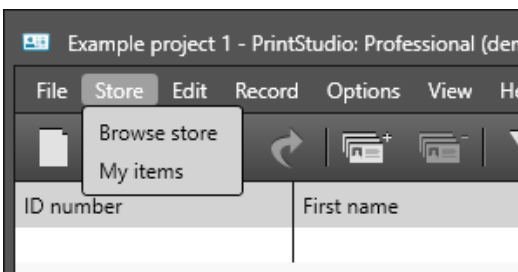 Example project 1 - PrintStudio: Professional
File Store Edit Record Options View
Browse store
My items
ID number First name